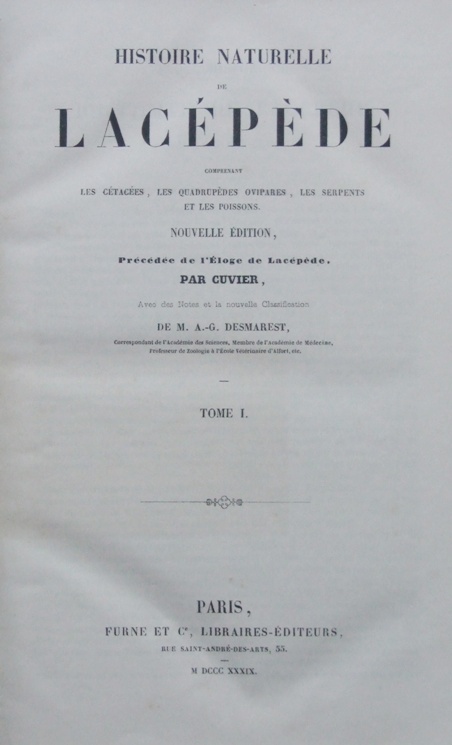 HISTOIRE NATURELLE
DE
LACÉPÈDE
COMPRENANT
LES CÉTACÉES, LES QUADRUPÈDES OVIPARES, LES SERPENTS
ET LES POISSONS.
NOUVELLE ÉDITION,
Précédée de l'Éloge de Lacépède,
PAR CUVIER,
Avec des Notes et la nouvelle Classification
DE M. A.-G. DESMAREST,
Correspondant de l'Académie des Sciences, Membre de l'académie de Médecine,
Professeur de Zoologie à l'École Vétérinaire d'Alfort, etc.
TOME I.
PARIS,
FURNE ET Cᵉ, LIBRAIRES-ÉDITEURS,
RUE SAINT-ANDRÉ-DES-ARTS, 55.
M DCCC XXXIX.